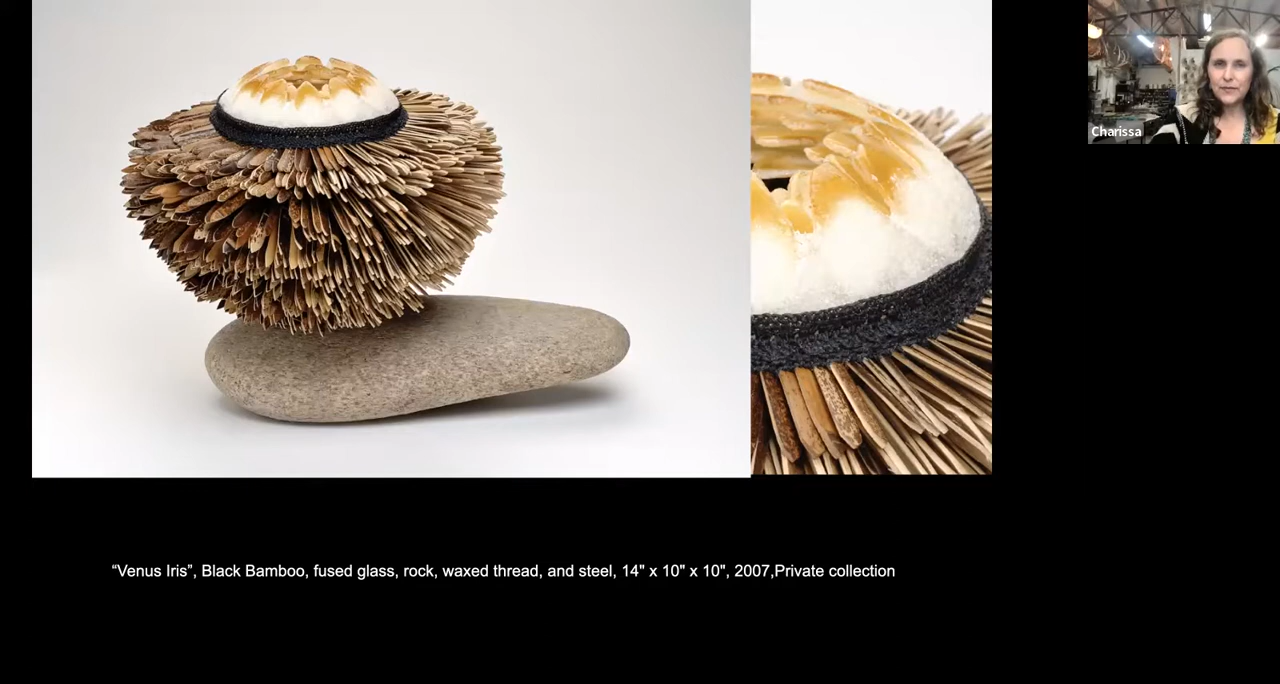 Charissa
“Venus Iris”, Black Bamboo, fused glass, rock, waxed thread, and steel, 14" x 10" x 10", 2007,Private collection